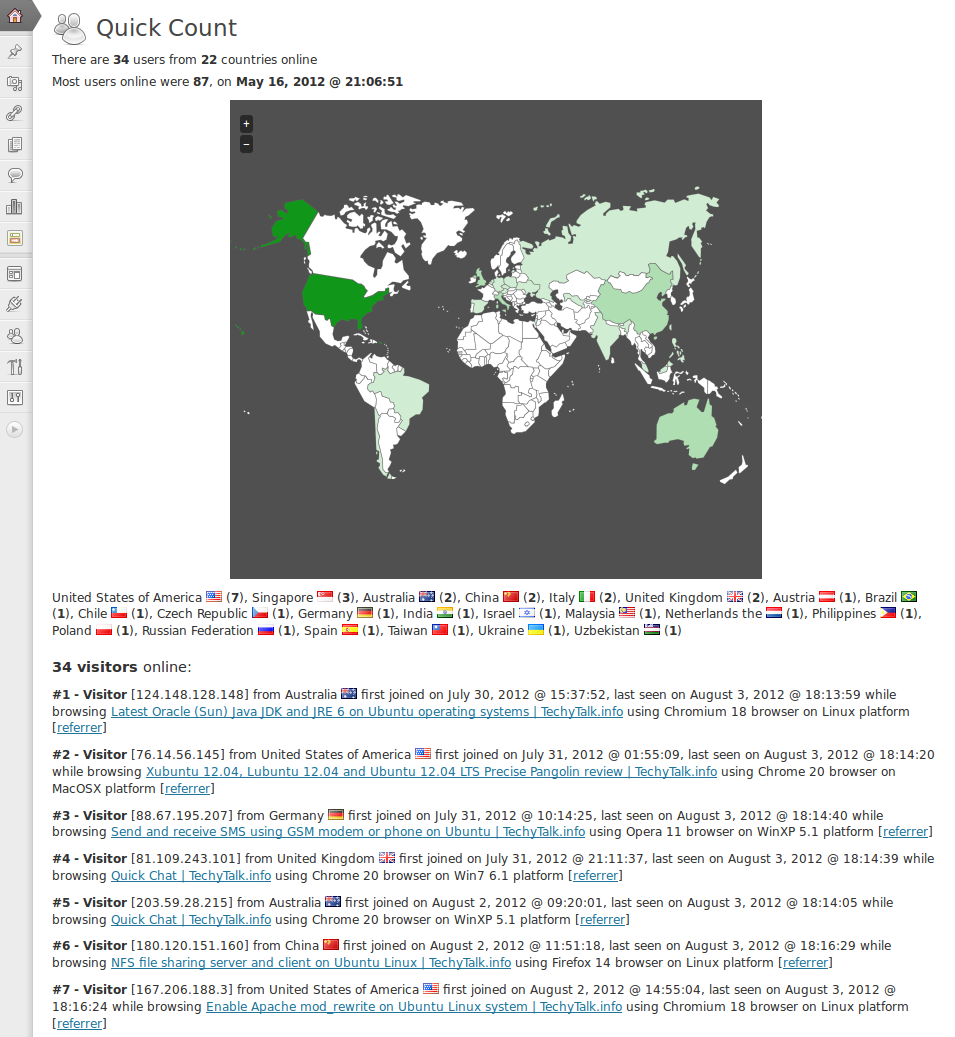 Quick Count
There are 34 users from 22 countries online
Most users online were 87, on May 16, 2012 @ 21:06:51
+
−
United States of America (7), Singapore (3), Australia (2), China (2), Italy (2), United Kingdom (2), Austria (1), Brazil
(1), Chile (1), Czech Republic (1), Germany (1), India (1), Israel (1), Malaysia (1), Netherlands the (1), Philippines (1),
Poland (1), Russian Federation (1), Spain (1), Taiwan (1), Ukraine (1), Uzbekistan (1)
34 visitors online:
#1 - Visitor [124.148.128.148] from Australia first joined on July 30, 2012 @ 15:37:52, last seen on August 3, 2012 @ 18:13:59 while
browsing Latest Oracle (Sun) Java JDK and JRE 6 on Ubuntu operating systems | TechyTalk.info using Chromium 18 browser on Linux platform
[referrer]
#2 - Visitor [76.14.56.145] from United States of America first joined on July 31, 2012 @ 01:55:09, last seen on August 3, 2012 @ 18:14:20
while browsing Xubuntu 12.04, Lubuntu 12.04 and Ubuntu 12.04 LTS Precise Pangolin review | TechyTalk.info using Chrome 20 browser on
MacOSX platform [referrer]
#3 - Visitor [88.67.195.207] from Germany first joined on July 31, 2012 @ 10:14:25, last seen on August 3, 2012 @ 18:14:40 while
browsing Send and receive SMS using GSM modem or phone on Ubuntu | TechyTalk.info using Opera 11 browser on WinXP 5.1 platform [referrer]
#4 - Visitor [81.109.243.101] from United Kingdom first joined on July 31, 2012 @ 21:11:37, last seen on August 3, 2012 @ 18:14:39 while
browsing Quick Chat | TechyTalk.info using Chrome 20 browser on Win7 6.1 platform [referrer]
#5 - Visitor [203.59.28.215] from Australia first joined on August 2, 2012 @ 09:20:01, last seen on August 3, 2012 @ 18:14:05 while
browsing Quick Chat | TechyTalk.info using Chrome 20 browser on WinXP 5.1 platform [referrer]
#6 - Visitor [180.120.151.160] from China first joined on August 2, 2012 @ 11:51:18, last seen on August 3, 2012 @ 18:16:29 while
browsing NFS file sharing server and client on Ubuntu Linux | TechyTalk.info using Firefox 14 browser on Linux platform [referrer]
#7 - Visitor [167.206.188.3] from United States of America first joined on August 2, 2012 @ 14:55:04, last seen on August 3, 2012 @
18:16:24 while browsing Enable Apache mod_rewrite on Ubuntu Linux system | TechyTalk.info using Chromium 18 browser on Linux platform
[referrer]